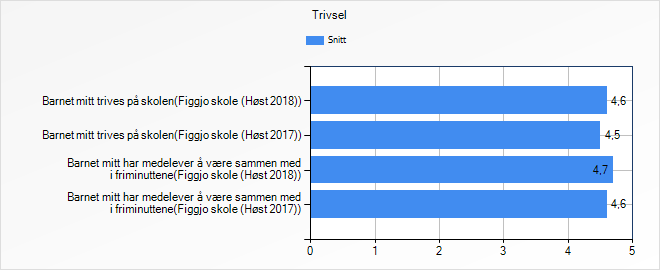 Trivsel
Snitt
Barnet mitt trives på skolen(Figgjo skole (Høst 2018))
4,6
Barnet mitt trives på skolen(Figgjo skole (Høst 2017))
4,5
Barnet mitt har medelever å være sammen med
i friminuttene(Figgjo skole (Høst 2018))
4,7
Barnet mitt har medelever å være sammen med
i friminuttene(Figgjo skole (Høst 2017))
4,6
0 1 2 3 4 5